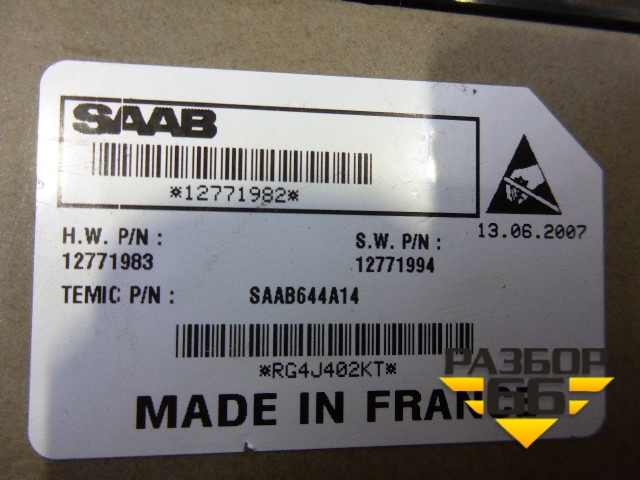 SAAB
*12771982*
13.06.2007
H.W. P/N :
12771983
S.W. P/N :
12771994
TEMIC P/N : SAAB644A14
*RG4J402KT*
MADE IN FRANCE
РАЗБОР
66